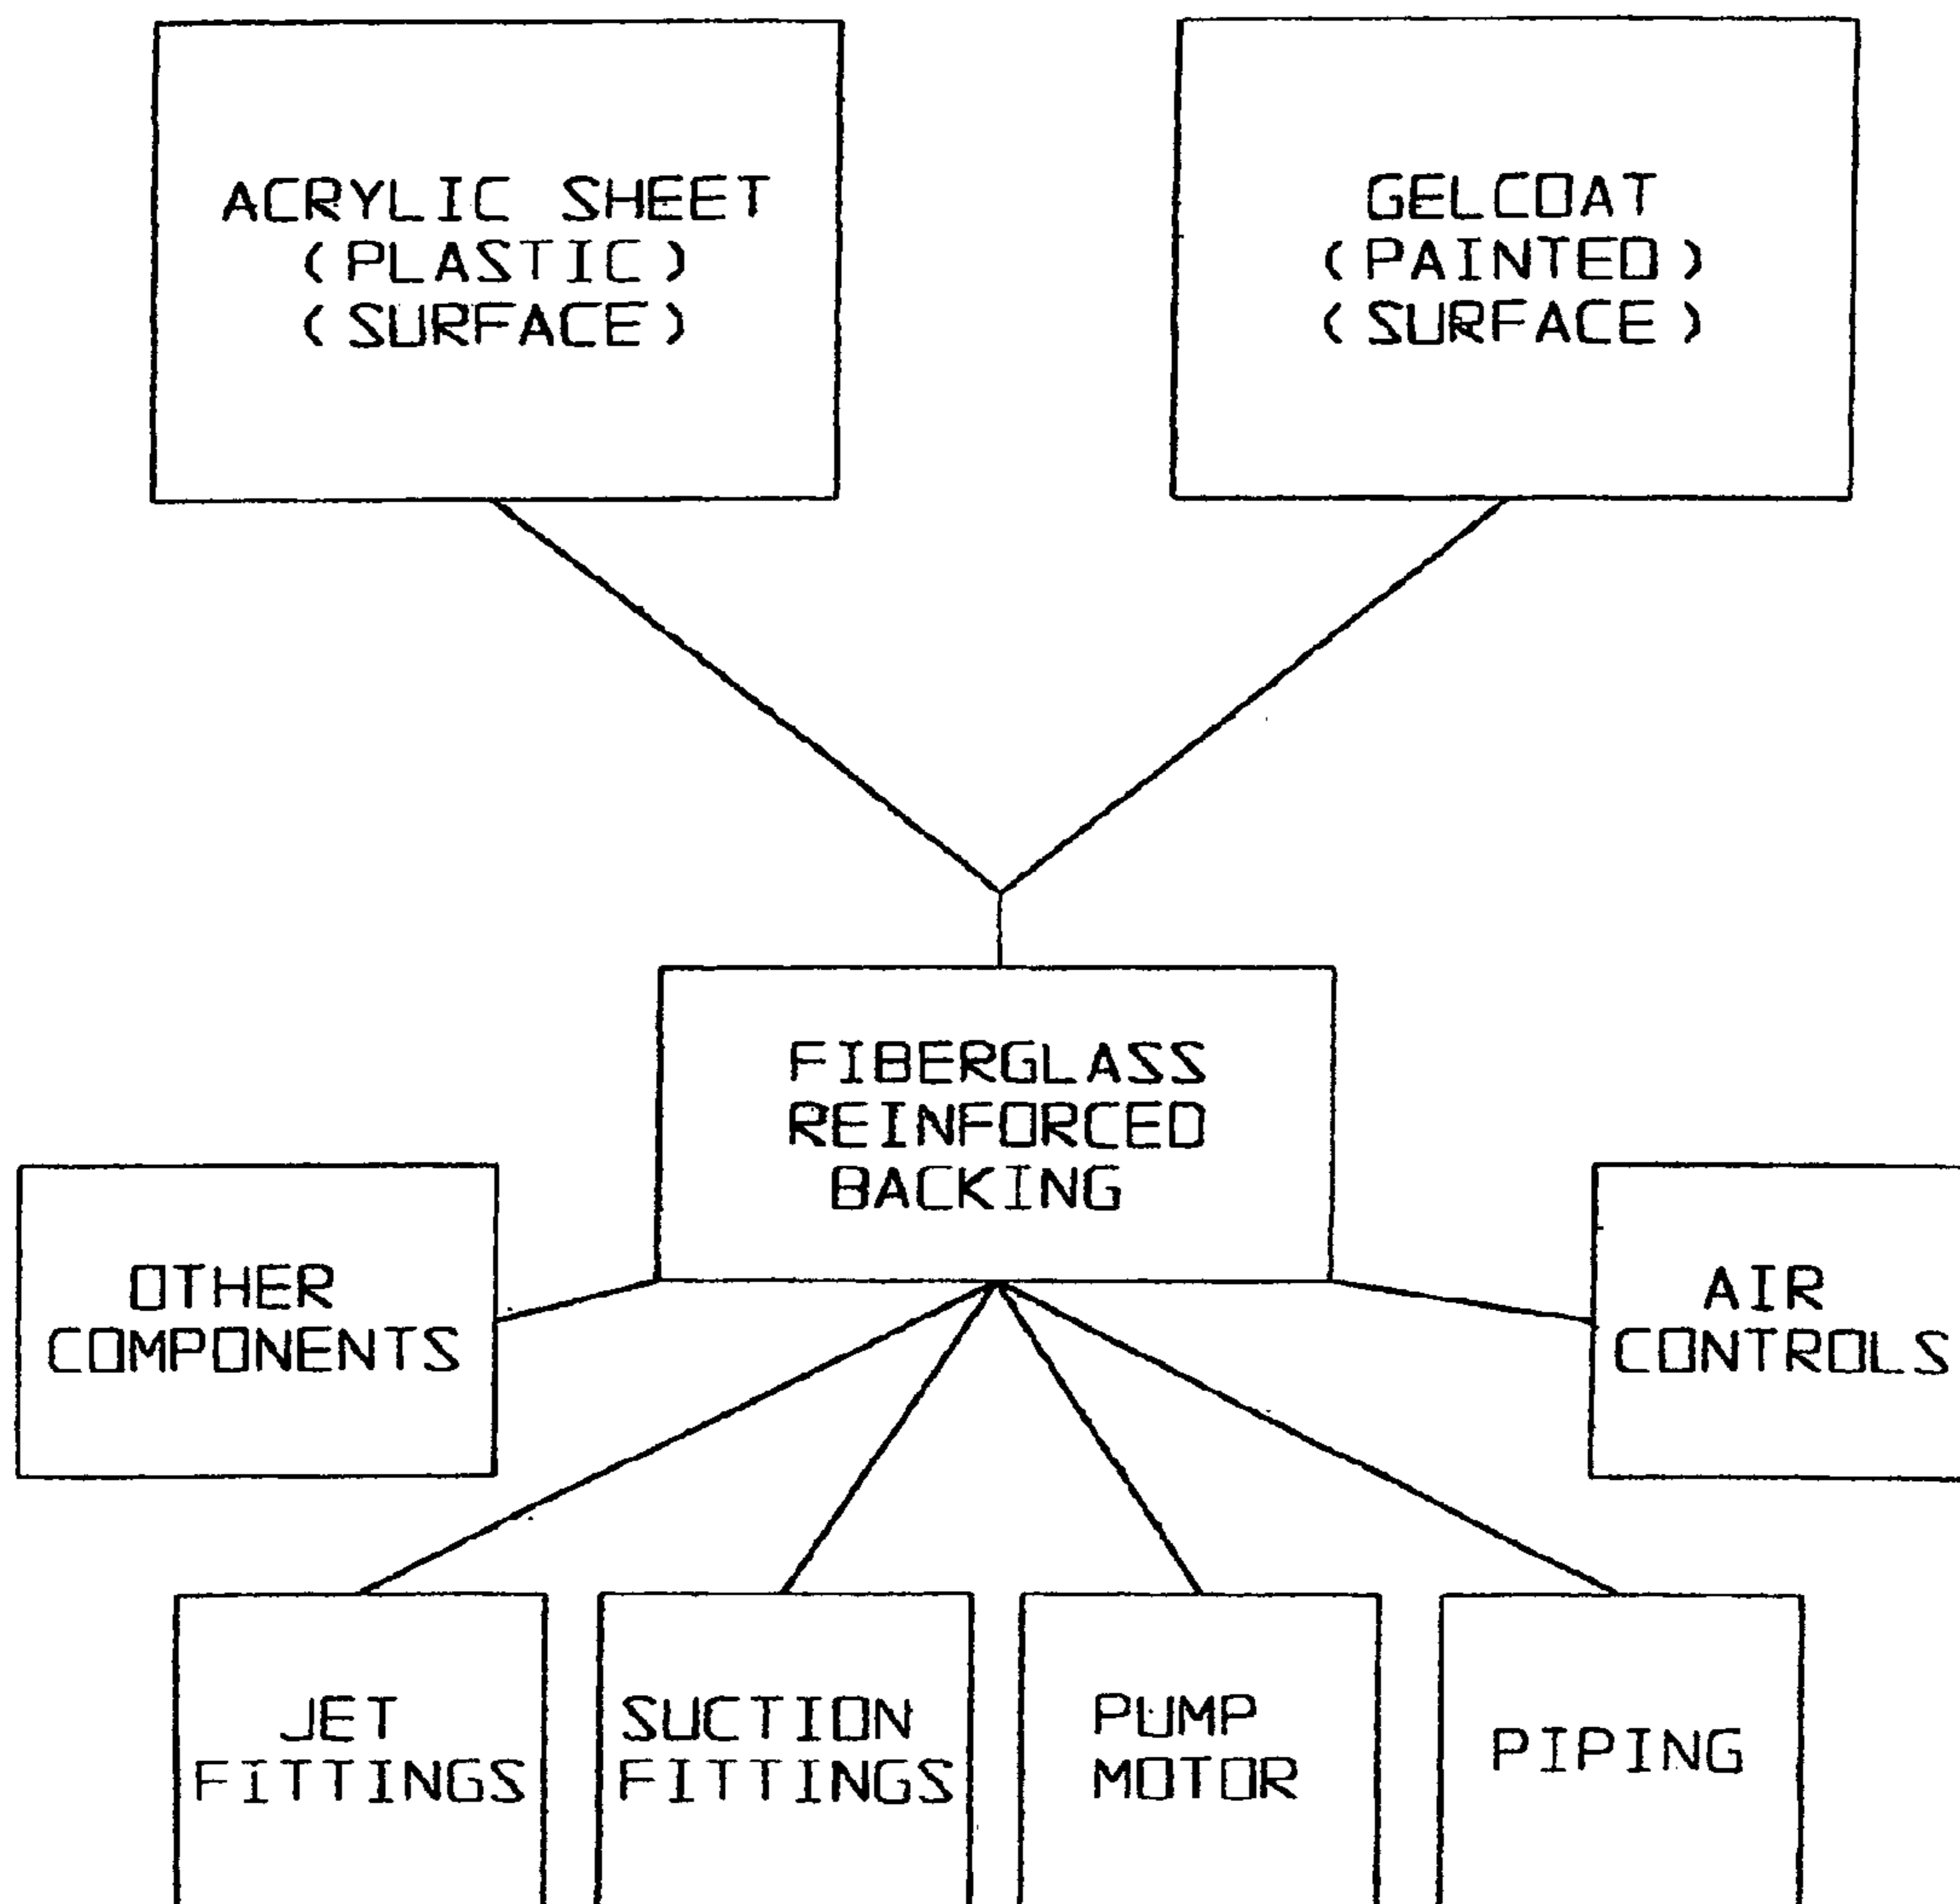 ACRYLIC SHEET
(PLASTIC)
(SURFACE)
GELCOAT
(PAINTED)
(SURFACE)
FIBERGLASS
REINFORCED
BACKING
OTHER
COMPONENTS
AIR
CONTROLS
JET
FITTINGS
SUCTION
FITTINGS
PUMP
MOTOR
PIPING